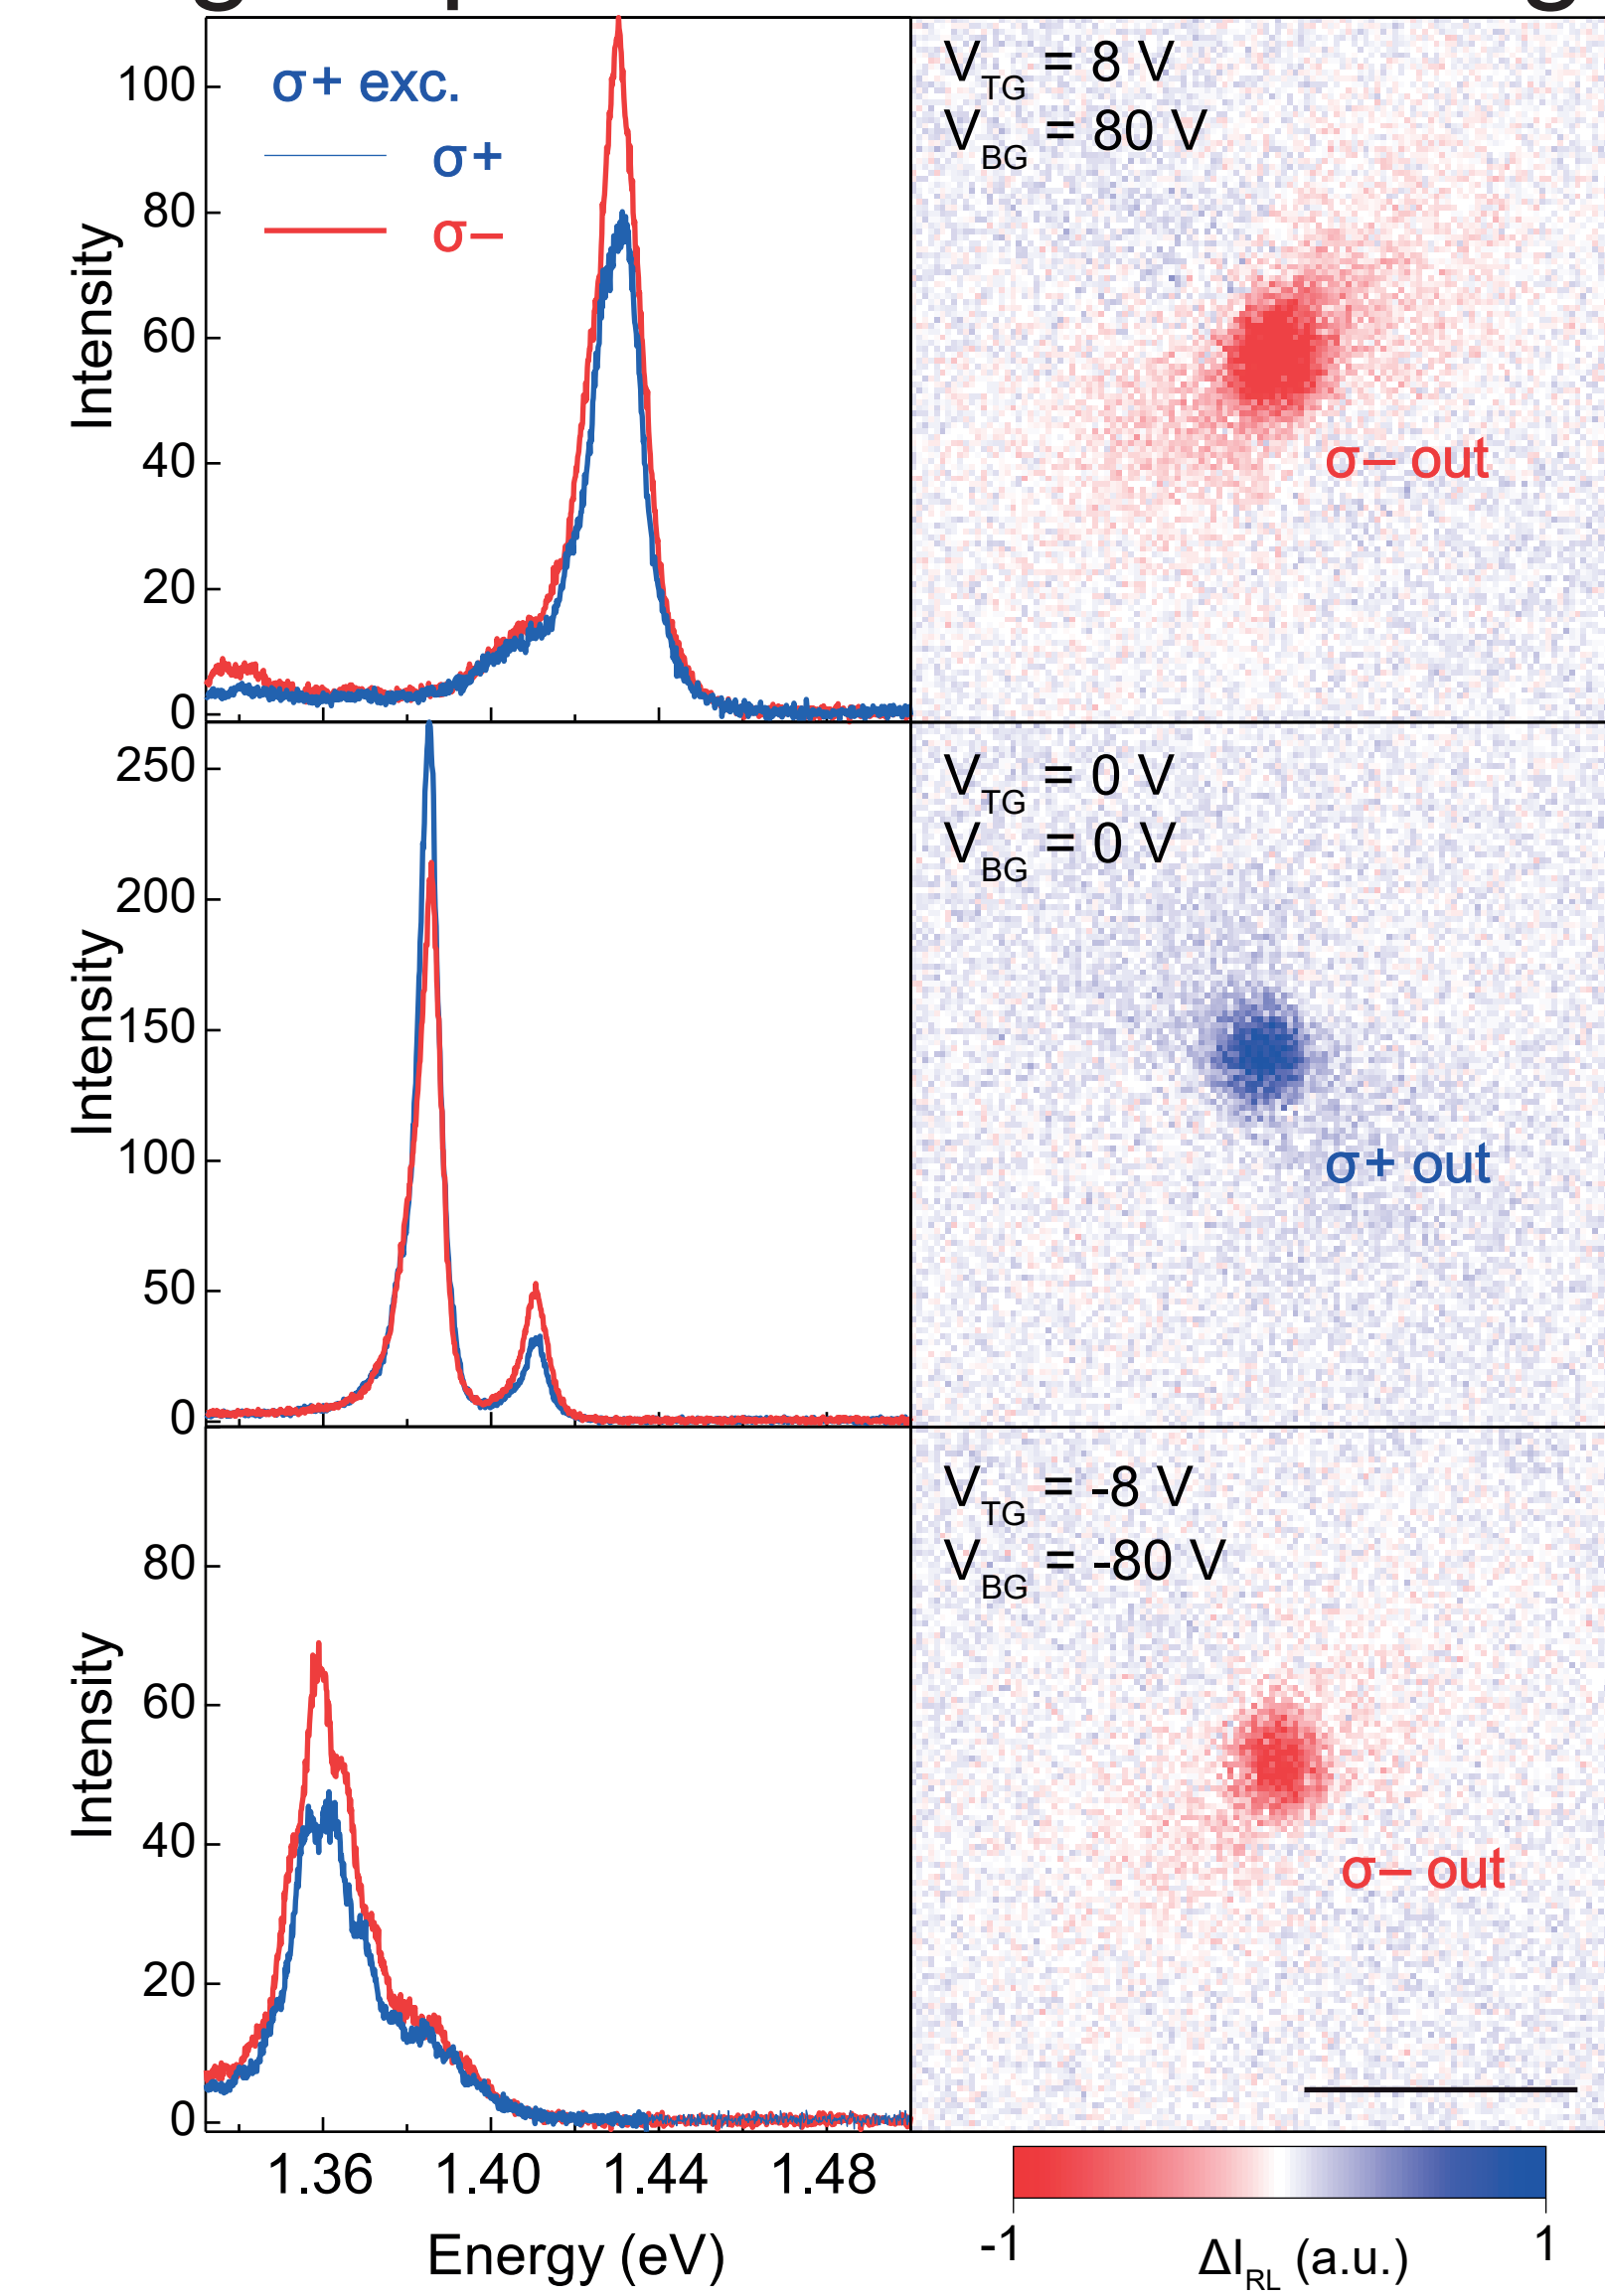 σ+ exc.
σ+
σ–
Intensity
100
80
60
40
20
0
V_TG = 8 V
V_BG = 80 V
σ– out
Intensity
250
200
150
100
50
0
V_TG = 0 V
V_BG = 0 V
σ+ out
Intensity
80
60
40
20
0
V_TG = -8 V
V_BG = -80 V
σ– out
1.36 1.40 1.44 1.48
Energy (eV)
-1 1
ΔI_RL (a.u.)